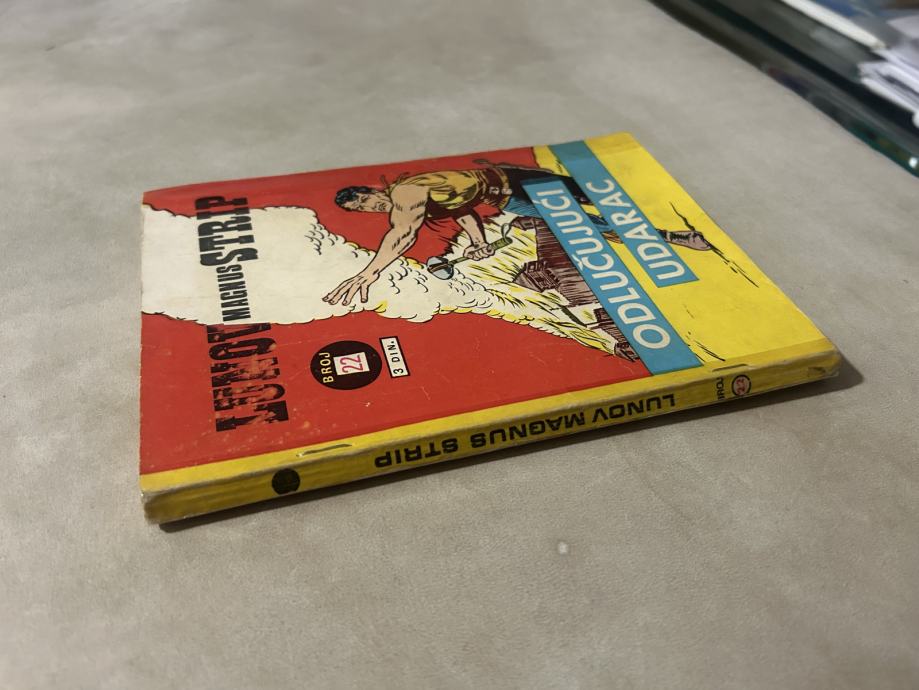 LUNOV MAGNUS STRIP
BROJ
22
3 DIN.
ODLUČUJUĆI
UDARAC
LUNOV MAGNUS STRIP
BROJ
22